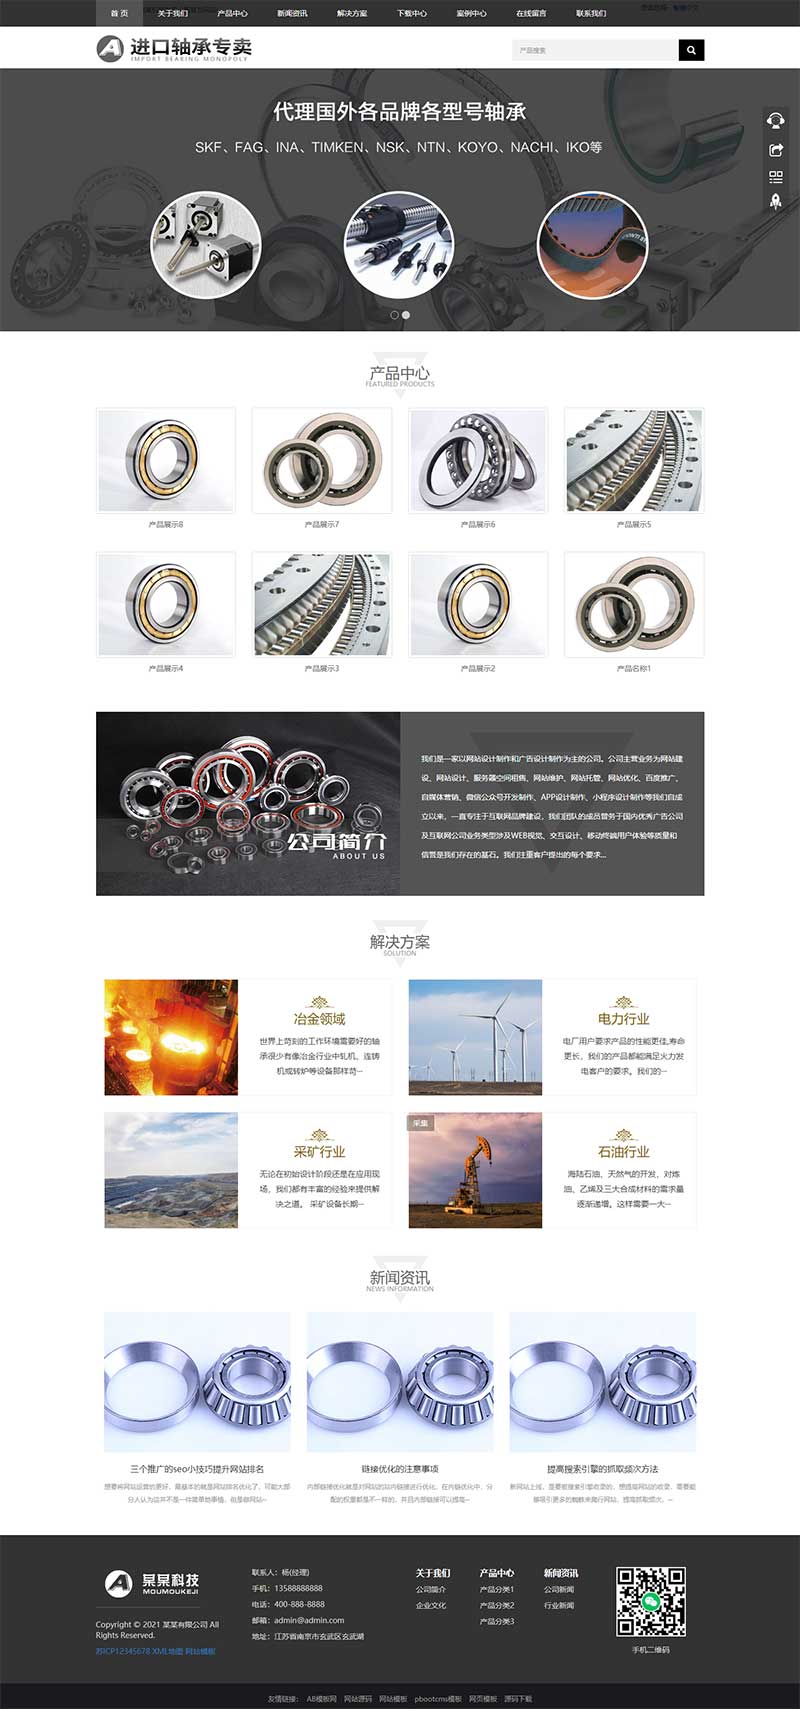 首 页 关于我们 产品中心 新闻资讯 解决方案 下载中心 案例中心 在线留言 联系我们
进口轴承专卖
IMPORT BEARING MONOPOLY
产品搜索
代理国外各品牌各型号轴承
SKF、FAG、INA、TIMKEN、NSK、NTN、KOYO、NACHI、IKO等
产品中心
FEATURED PRODUCTS
产品展示8 产品展示7 产品展示6 产品展示5
产品展示4 产品展示3 产品展示2 产品名称1
公司简介
ABOUT US
我们是一家以网站设计制作和广告设计制作为主的公司。公司主营业务为网站建
设、网站设计、服务器空间租售、网站维护、网站托管、网站优化、百度推广、
自媒体营销、微信公众号开发制作、APP设计制作、小程序设计制作等我们自成
立以来，一直专注于互联网品牌建设，我们团队的成员曾务于国内优秀广告公司
及互联网公司业务类型涉及WEB视觉、交互设计、移动终端用户体验等质量和
信誉是我们存在的基石。我们注重客户提出的每个要求...
解决方案
SOLUTION
冶金领域
世界上苛刻的工作环境需要好的轴
承很少有像冶金行业中轧机、连铸
机或转炉等设备那样苛···
电力行业
电厂用户要求产品的性能更佳,寿命
更长，我们的产品都能满足火力发
电客户的要求。我们的···
采矿行业
无论在初始设计阶段还是在应用现
场，我们都有丰富的经验来提供解
决之道。 采矿设备长期···
采集
石油行业
海陆石油、天然气的开发，对炼
油、乙烯及三大合成材料的需求量
逐渐递增。这样需要一大···
新闻资讯
NEWS INFORMATION
三个推广的seo小技巧提升网站排名
想要将网站运营的更好，最基本的就是网站排名优化了，可能大部
分人认为这并不是一件简单地事情，但是做网站···
链接优化的注意事项
内部链接优化就是对网站的站内链接进行优化，在内链优化中，分
配的权重都是不一样的，并且内部链接可以提高···
提高搜索引擎的抓取频次方法
新网站上线，是要被搜索引擎收录的，想提高网站的收录，需要能
够吸引更多的蜘蛛来爬行网站，提高抓取频次，···
某某科技
MOUMOUKEJI
Copyright © 2021 某某有限公司 All
Rights Reserved.
苏ICP12345678 XML地图 网站模板
联系人：杨(经理)
手机：13588888888
电话：400-888-8888
邮箱：admin@admin.com
地址：江苏省南京市玄武区玄武湖
关于我们
公司简介
企业文化
产品中心
产品分类1
产品分类2
产品分类3
新闻资讯
公司新闻
行业新闻
手机二维码
友情链接： AB模板网 网站源码 网站模板 pbootcms模板 网页模板 源码下载